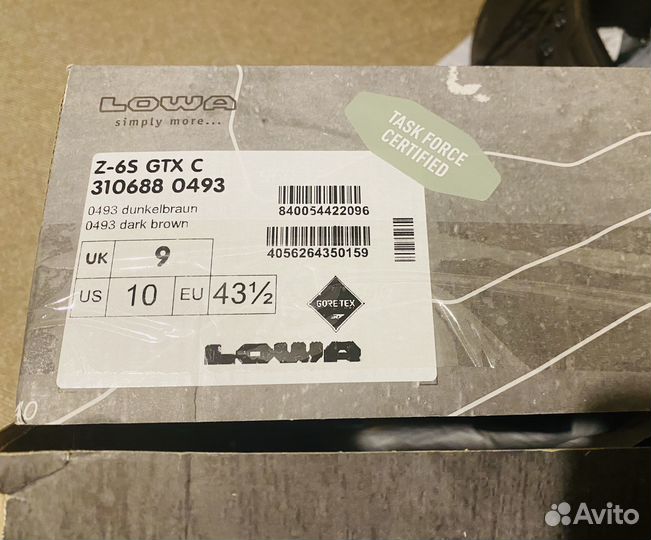 LOWA
simply more...
TASK FORCE
CERTIFIED
Z-6S GTX C
310688 0493
0493 dunkelbraun
0493 dark brown
840054422096
4056264350159
UK 9
US 10 EU 43½
GORE-TEX
LOWA
10
Avito